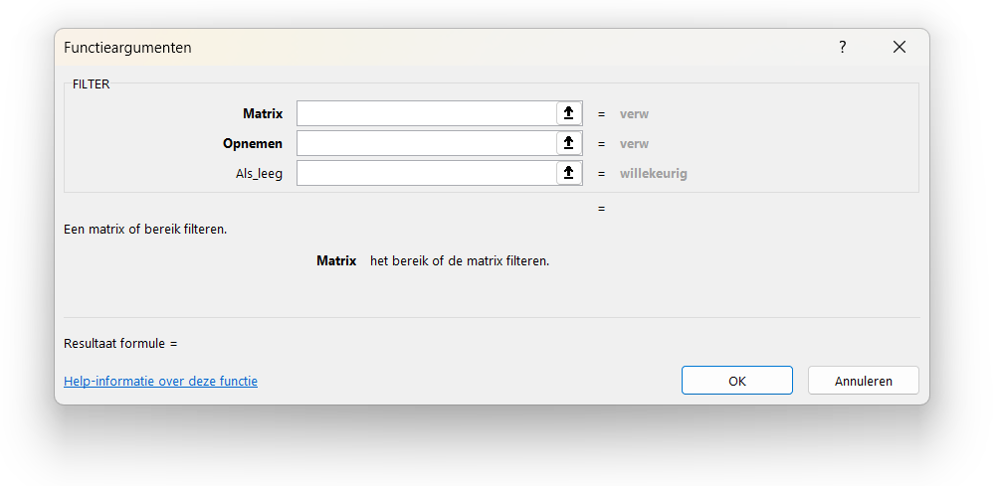 Functieargumenten ?
FILTER
Matrix = verw
Opnemen = verw
Als_leeg = willekeurig
=
Een matrix of bereik filteren.
Matrix het bereik of de matrix filteren.
Resultaat formule =
Help-informatie over deze functie OK Annuleren